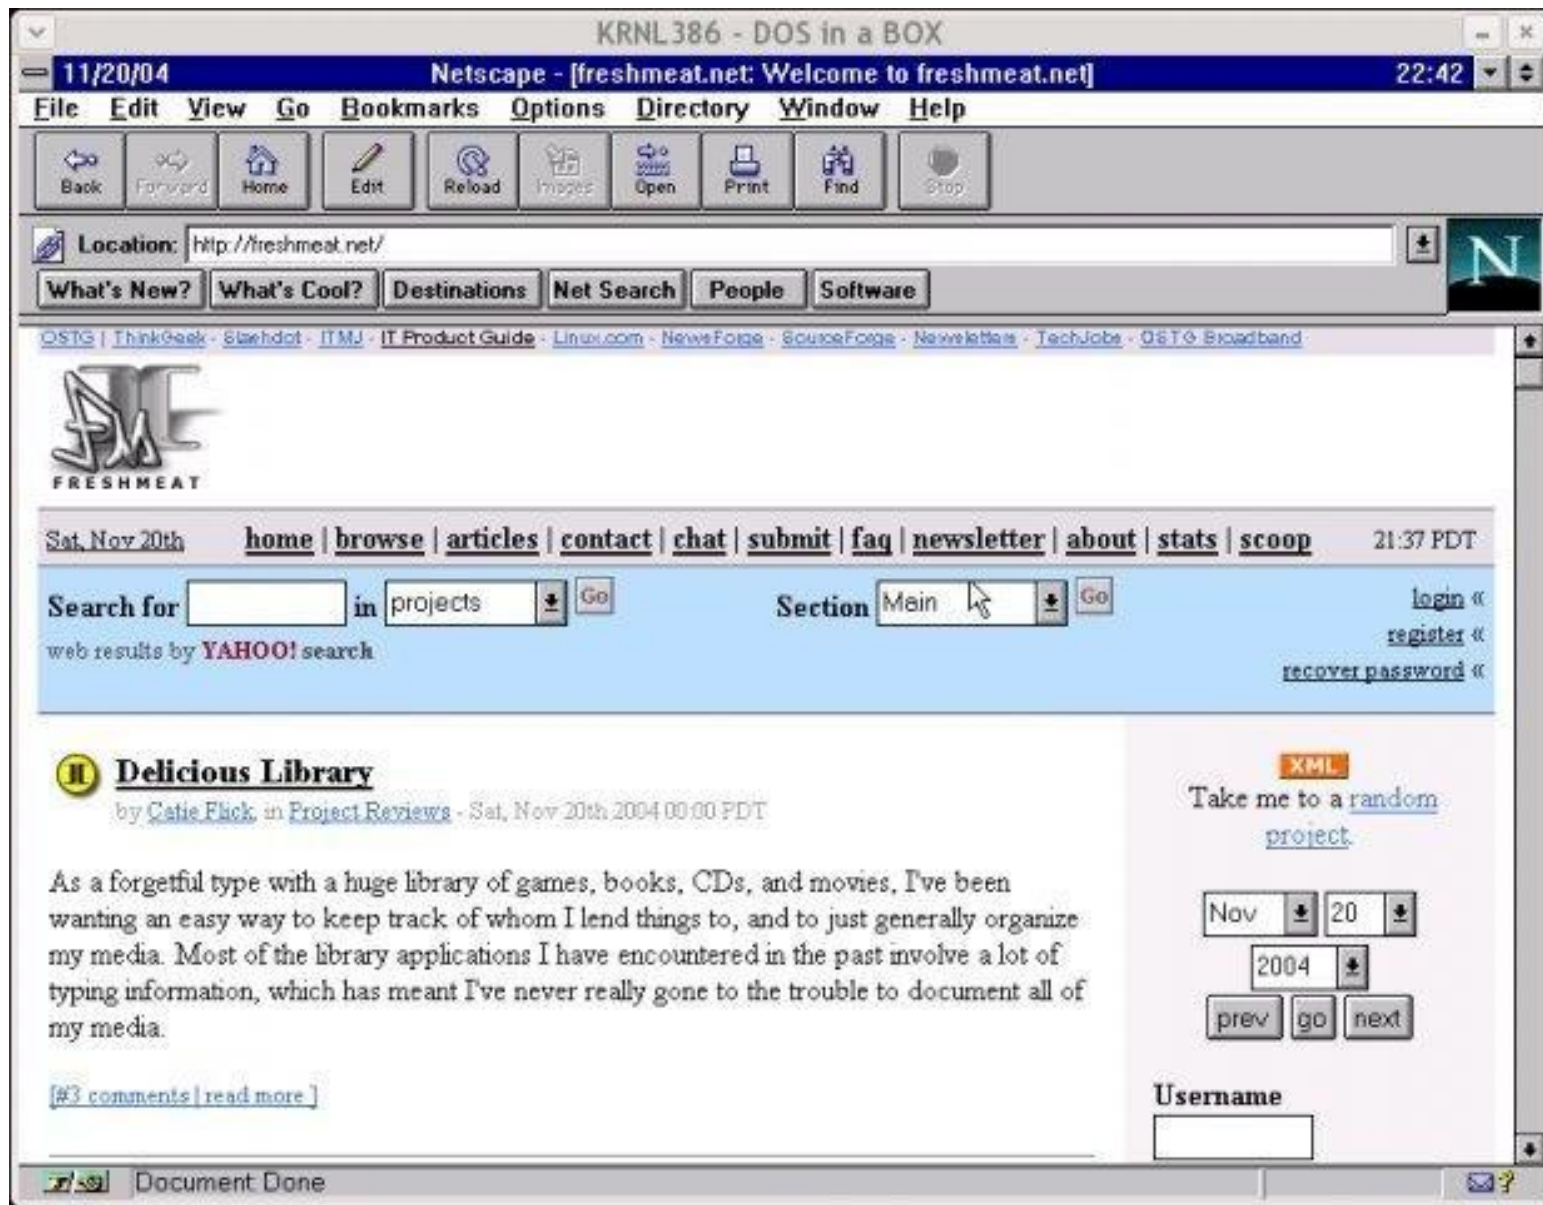 KRNL386 - DOS in a BOX
11/20/04 Netscape - [freshmeat.net: Welcome to freshmeat.net] 22:42
File Edit View Go Bookmarks Options Directory Window Help
Back Forward Home Edit Reload Images Open Print Find Stop
Location: http://freshmeat.net/
N
What's New? What's Cool? Destinations Net Search People Software
OSTG | ThinkGeek - Slashdot - ITMJ - IT Product Guide - Linux.com - NewsForge - SourceForge - Newsletters - TechJobs - OSTG Broadband
FRESHMEAT
Sat, Nov 20th home | browse | articles | contact | chat | submit | faq | newsletter | about | stats | scoop 21:37 PDT
Search for in projects Go Section Main Go login «
web results by YAHOO! search register «
recover password «
Delicious Library
by Catie Flick, in Project Reviews - Sat, Nov 20th 2004 00:00 PDT
As a forgetful type with a huge library of games, books, CDs, and movies, I've been
wanting an easy way to keep track of whom I lend things to, and to just generally organize
my media. Most of the library applications I have encountered in the past involve a lot of
typing information, which has meant I've never really gone to the trouble to document all of
my media.
[#3 comments | read more ]
XML
Take me to a random
project.
Nov 20
2004
prev go next
Username
Document: Done